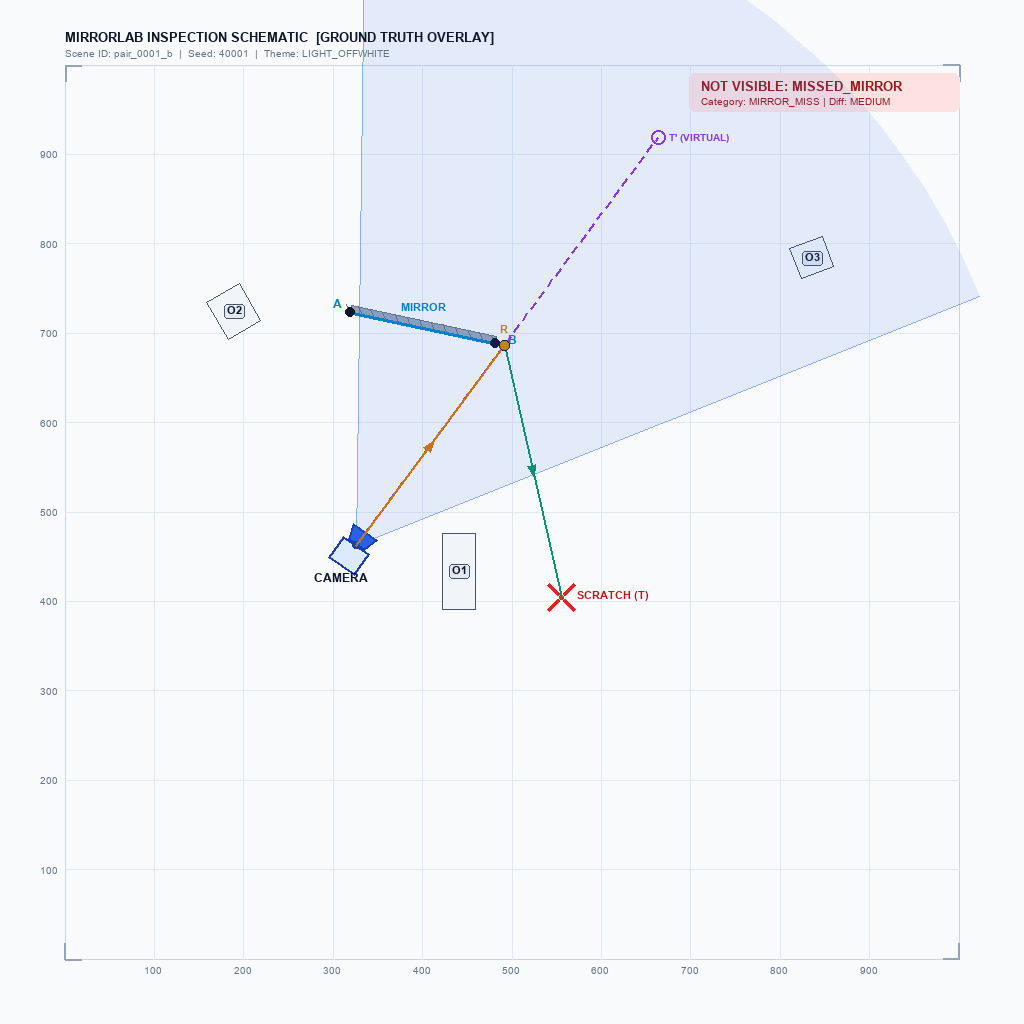 MIRRORLAB INSPECTION SCHEMATIC [GROUND TRUTH OVERLAY]
Scene ID: pair_0001_b | Seed: 40001 | Theme: LIGHT_OFFWHITE
NOT VISIBLE: MISSED_MIRROR
Category: MIRROR_MISS | Diff: MEDIUM
T' (VIRTUAL)
900
800
O3
A
MIRROR
O2
R
B
700
600
500
CAMERA
O1
SCRATCH (T)
400
300
200
100
100 200 300 400 500 600 700 800 900